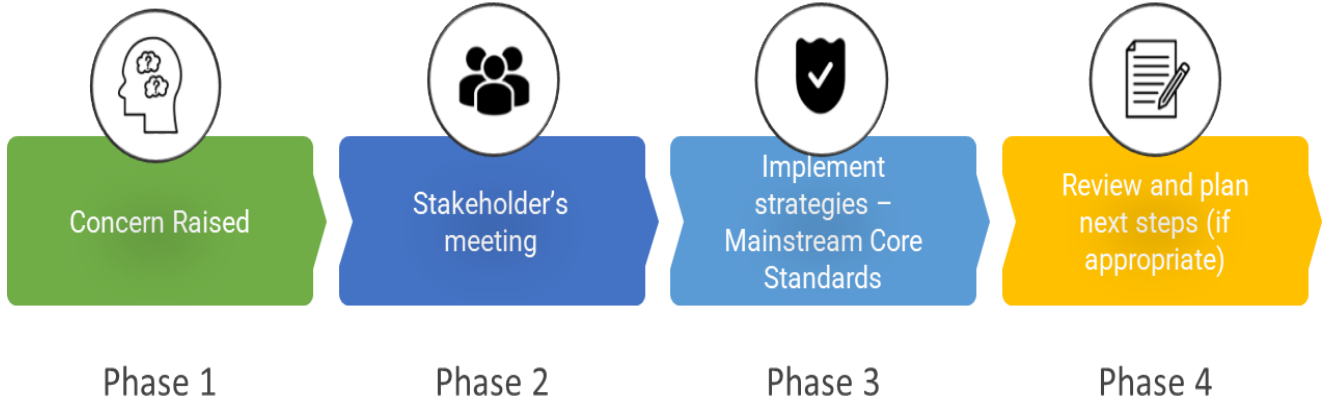 Concern Raised
Stakeholder’s
meeting
Implement
strategies –
Mainstream Core
Standards
Review and plan
next steps (if
appropriate)
Phase 1
Phase 2
Phase 3
Phase 4